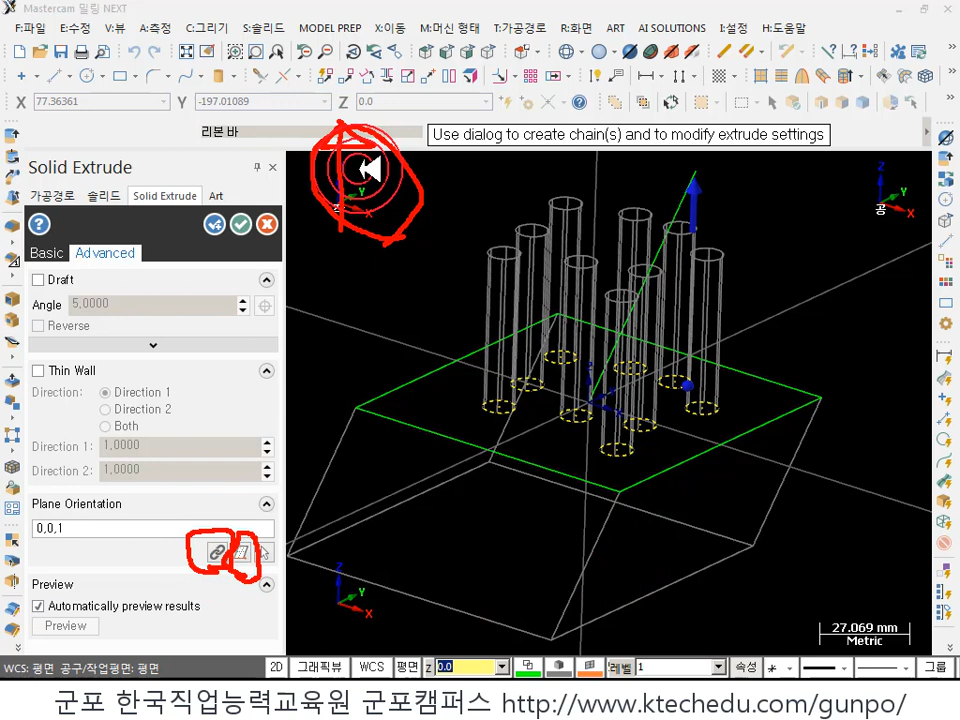 Mastercam 밀링 NEXT
F:파일 E:수정 V:뷰 A:측정 C:그리기 S:솔리드 MODEL PREP X:이동 M:머신 형태 T:가공경로 R:화면 ART AI SOLUTIONS I:설정 H:도움말
X 77.36361 Y -197.01089 Z 0.0
리본 바
Use dialog to create chain(s) and to modify extrude settings
Solid Extrude
가공경로 솔리드 Solid Extrude Art
Basic Advanced
Draft
Angle 5,0000
Reverse
Thin Wall
Direction: Direction 1
Direction 2
Both
Direction 1: 1,0000
Direction 2: 1,0000
Plane Orientation
0,0,1
Preview
Automatically preview results
Preview
Y
X
Z
Y
공
X
Z
Y
X
27.069 mm
Metric
WCS: 평면 공구/작업평면: 평면
2D 그래픽뷰 WCS 평면 Z 0.0 레벨 1 속성 그룹
군포 한국직업능력교육원 군포캠퍼스 http://www.ktechedu.com/gunpo/